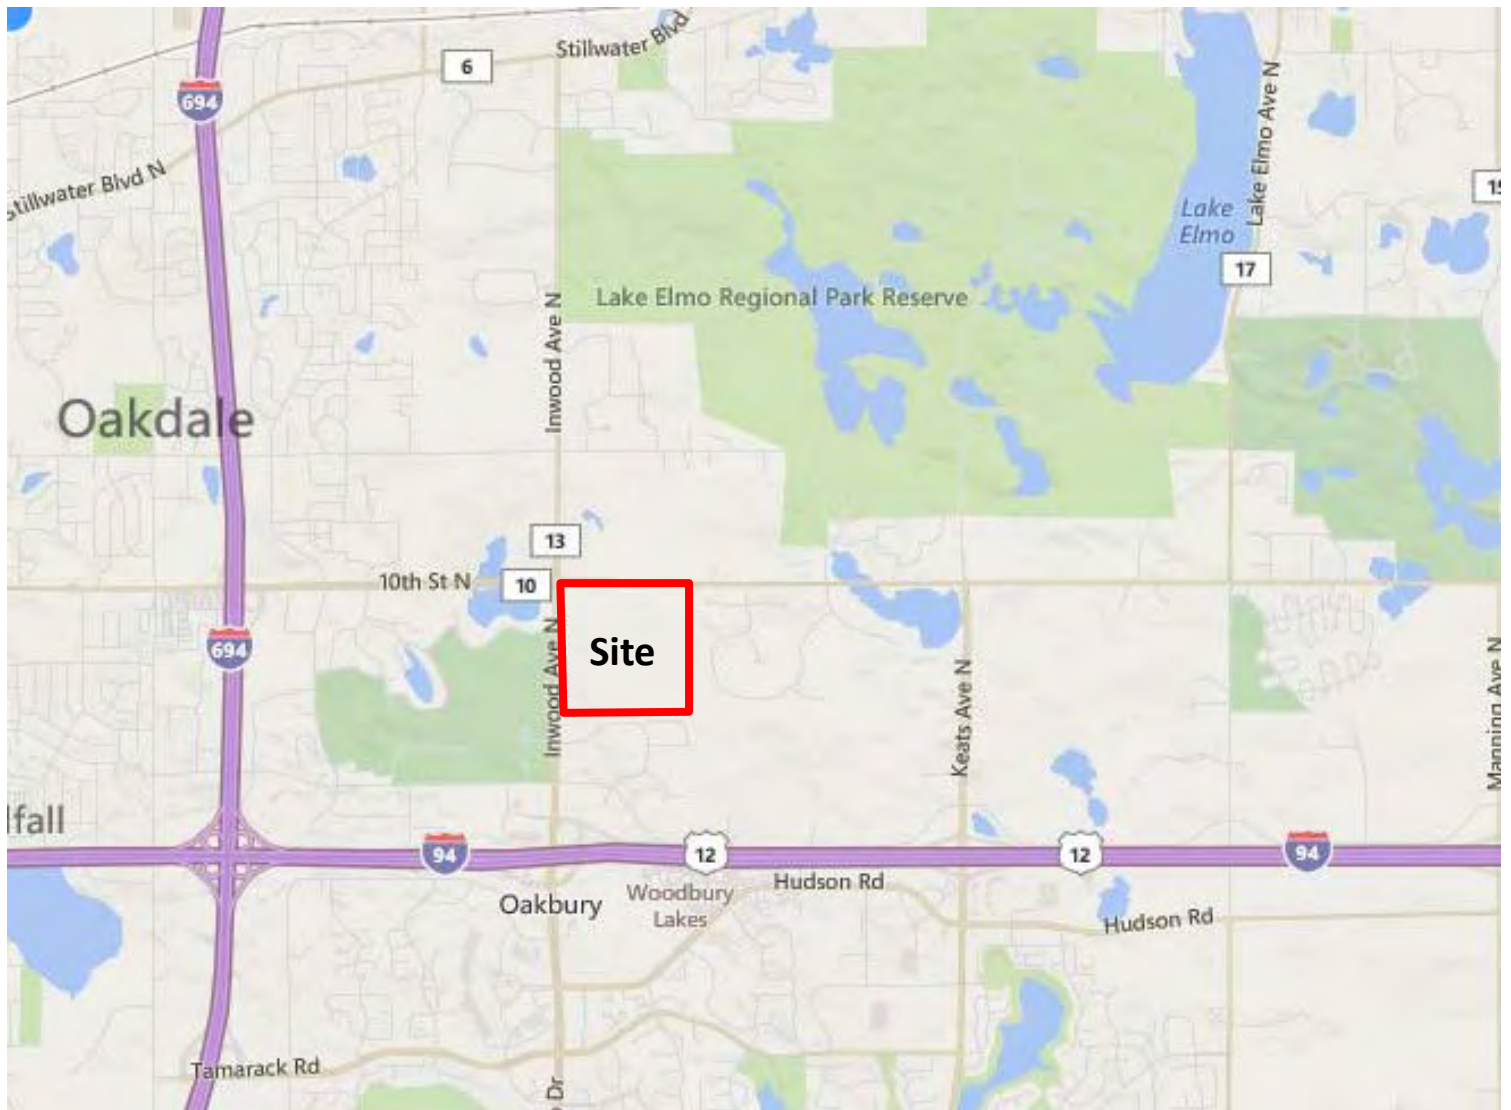 Stillwater Blvd
6
694
Stillwater Blvd N
Lake Elmo Ave N
15
Lake
Elmo
17
Lake Elmo Regional Park Reserve
Inwood Ave N
Oakdale
13
10th St N
10
694
Site
Inwood Ave N
Keats Ave N
Manning Ave N
lfall
94
12
12
94
Hudson Rd
Oakbury
Woodbury
Lakes
Hudson Rd
Tamarack Rd
Dr